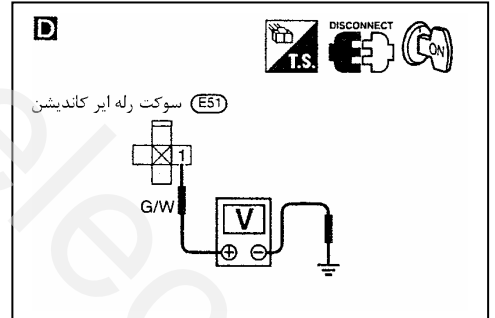 D
DISCONNECT
T.S.
ON
سوکت رله ایر کاندیشن E51
1
G/W
V
⊕ ⊖